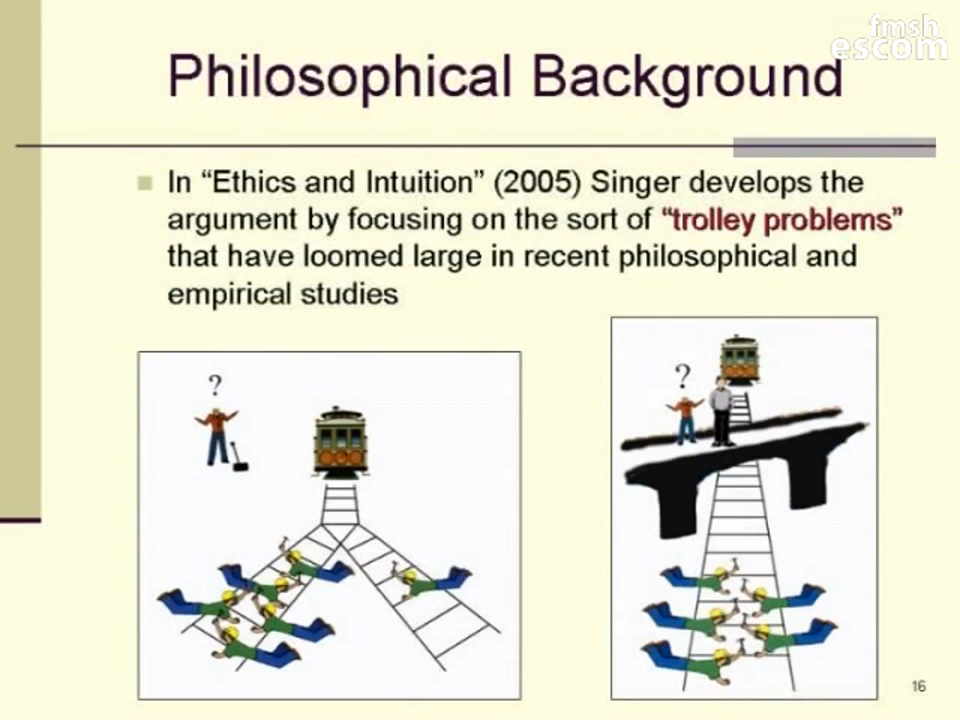 fmsh
escom
Philosophical Background
In “Ethics and Intuition” (2005) Singer develops the
argument by focusing on the sort of “trolley problems”
that have loomed large in recent philosophical and
empirical studies
?
?
16